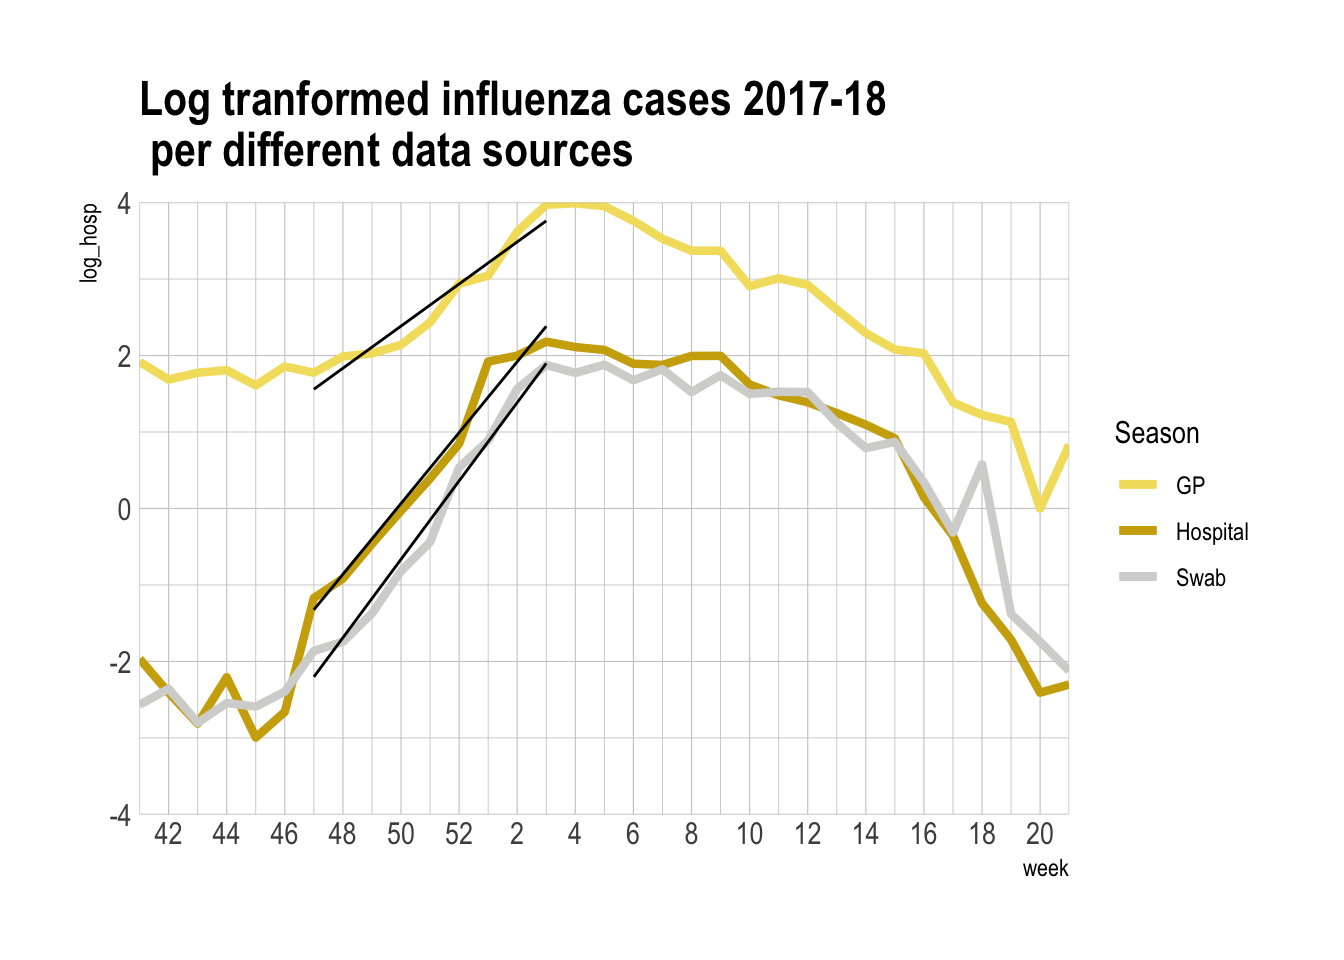 Log tranformed influenza cases 2017-18
per different data sources
log_hosp
4
2
0
-2
-4
42 44 46 48 50 52 2 4 6 8 10 12 14 16 18 20
week
Season
GP
Hospital
Swab